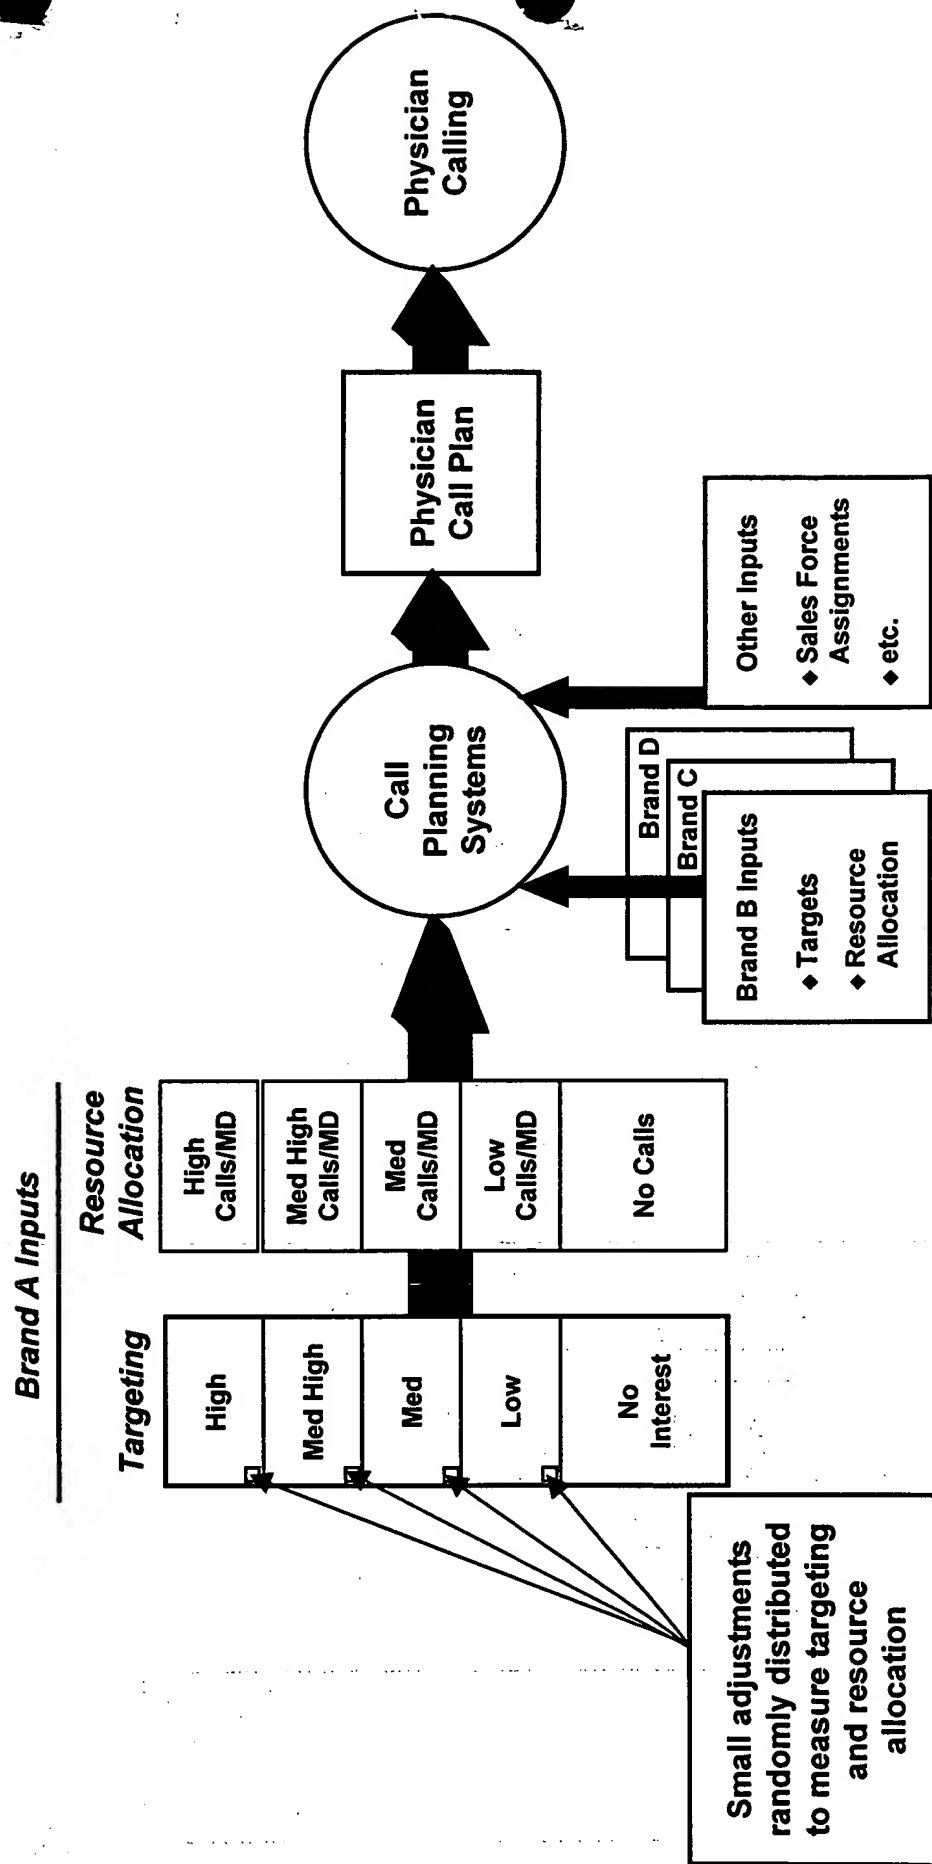 Brand A Inputs
Targeting
Resource
Allocation
High
Med High
Med
Low
No
Interest
High
Calls/MD
Med High
Calls/MD
Med
Calls/MD
Low
Calls/MD
No Calls
Small adjustments
randomly distributed
to measure targeting
and resource
allocation
Call
Planning
Systems
Brand D
Brand C
Brand B Inputs
◆ Targets
◆ Resource
Allocation
Other Inputs
◆ Sales Force
Assignments
◆ etc.
Physician
Call Plan
Physician
Calling